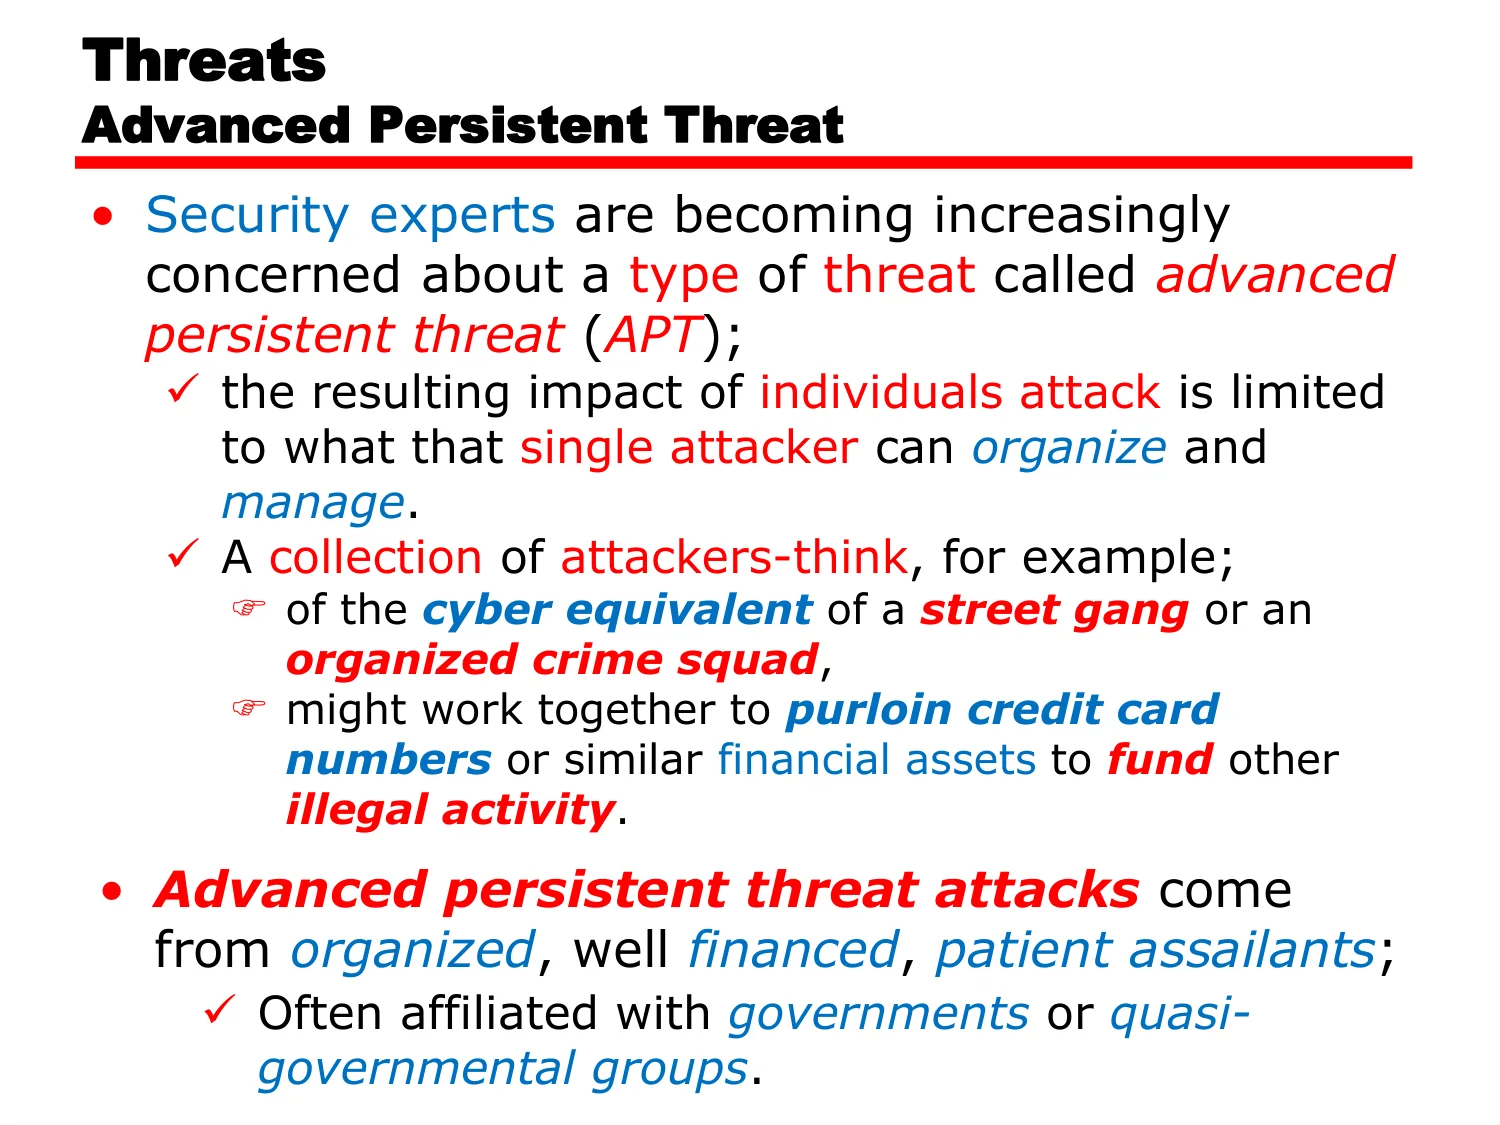 Threats
Advanced Persistent Threat
• Security experts are becoming increasingly
concerned about a type of threat called advanced
persistent threat (APT);
✓ the resulting impact of individuals attack is limited
to what that single attacker can organize and
manage.
✓ A collection of attackers-think, for example;
☞ of the cyber equivalent of a street gang or an
organized crime squad,
☞ might work together to purloin credit card
numbers or similar financial assets to fund other
illegal activity.
• Advanced persistent threat attacks come
from organized, well financed, patient assailants;
✓ Often affiliated with governments or quasi-
governmental groups.